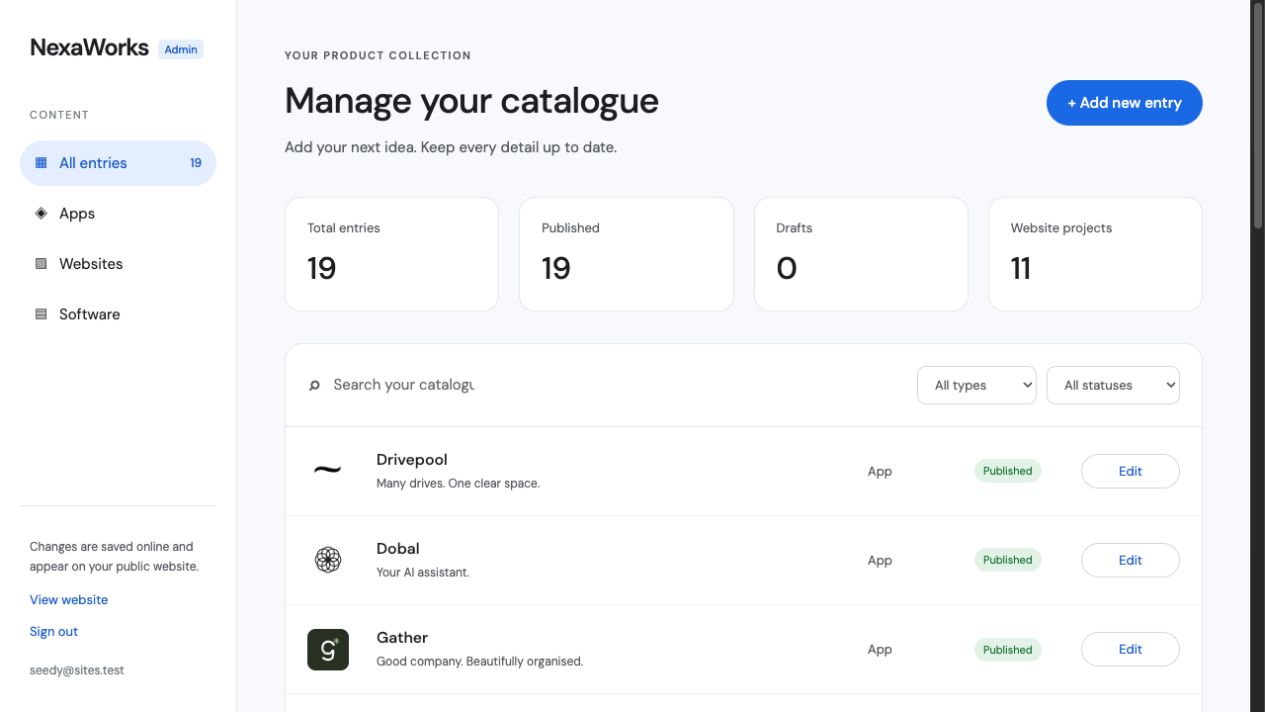 NexaWorks Admin
CONTENT
All entries 19
Apps
Websites
Software
Changes are saved online and
appear on your public website.
View website
Sign out
seedy@sites.test
YOUR PRODUCT COLLECTION
Manage your catalogue
+ Add new entry
Add your next idea. Keep every detail up to date.
Total entries
19
Published
19
Drafts
0
Website projects
11
Search your catalogu
All types
All statuses
Drivepool
Many drives. One clear space.
App
Published
Edit
Dobal
Your AI assistant.
App
Published
Edit
g
Gather
Good company. Beautifully organised.
App
Published
Edit